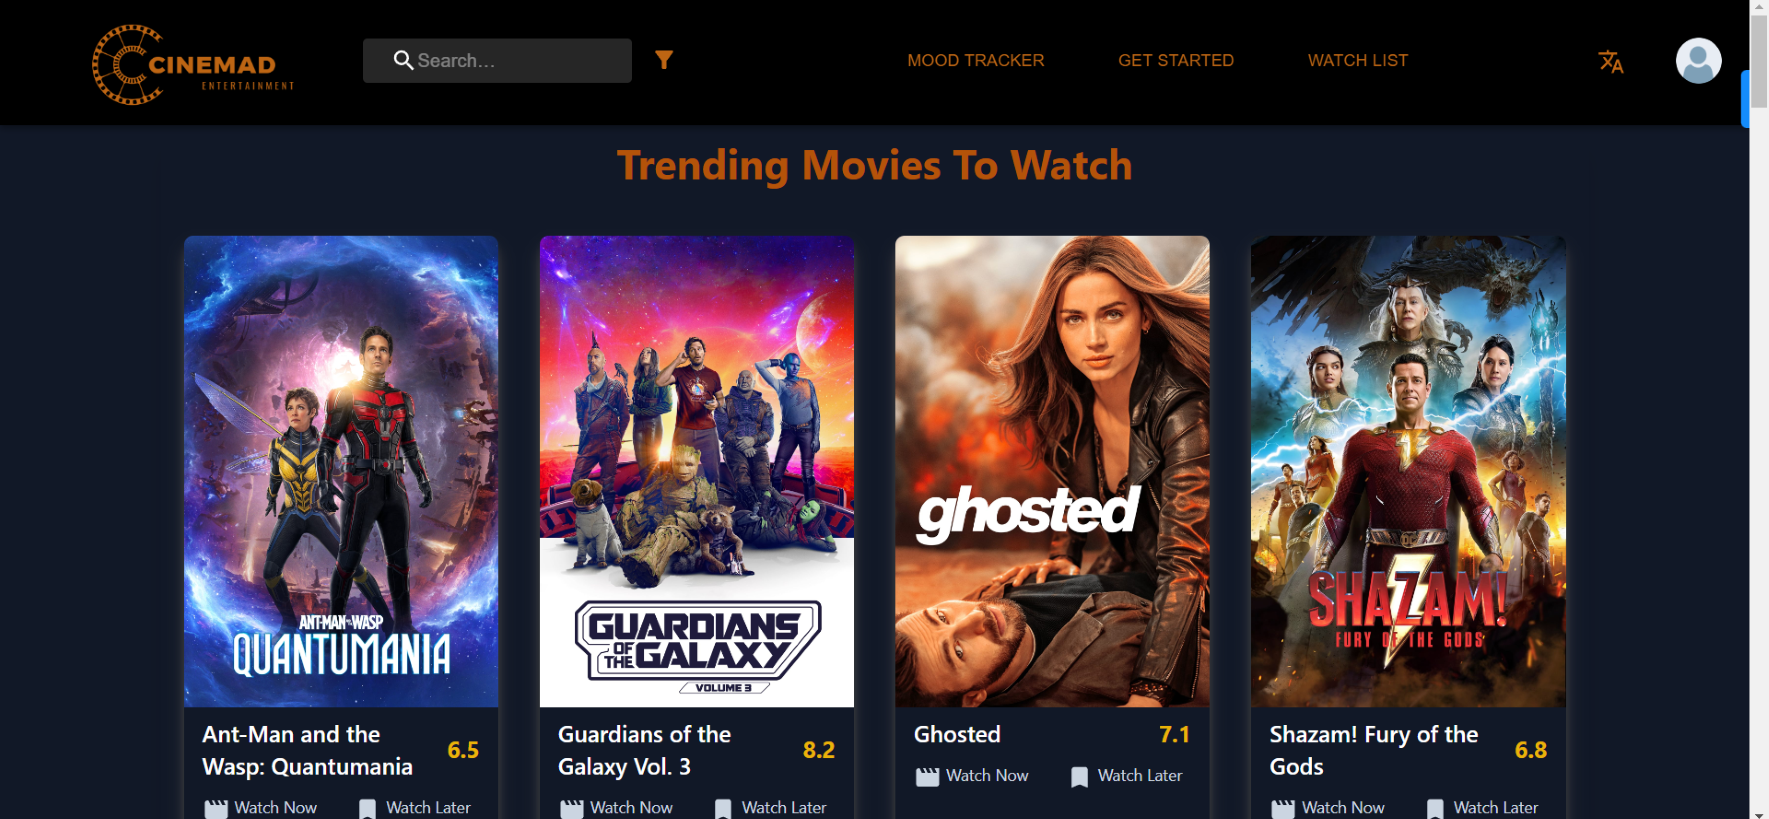 CINEMAD
ENTERTAINMENT
Search...
MOOD TRACKER
GET STARTED
WATCH LIST
Trending Movies To Watch
ANT-MAN AND THE WASP
QUANTUMANIA
GUARDIANS
OF THE GALAXY
VOLUME 3
ghosted
SHAZAM!
FURY OF THE GODS
Ant-Man and the
Wasp: Quantumania
6.5
Watch Now
Watch Later
Guardians of the
Galaxy Vol. 3
8.2
Watch Now
Watch Later
Ghosted
7.1
Watch Now
Watch Later
Shazam! Fury of the
Gods
6.8
Watch Now
Watch Later